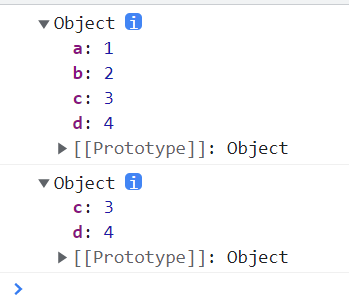 ▼Object i
a: 1
b: 2
c: 3
d: 4
▶[[Prototype]]: Object
▼Object i
c: 3
d: 4
▶[[Prototype]]: Object
>